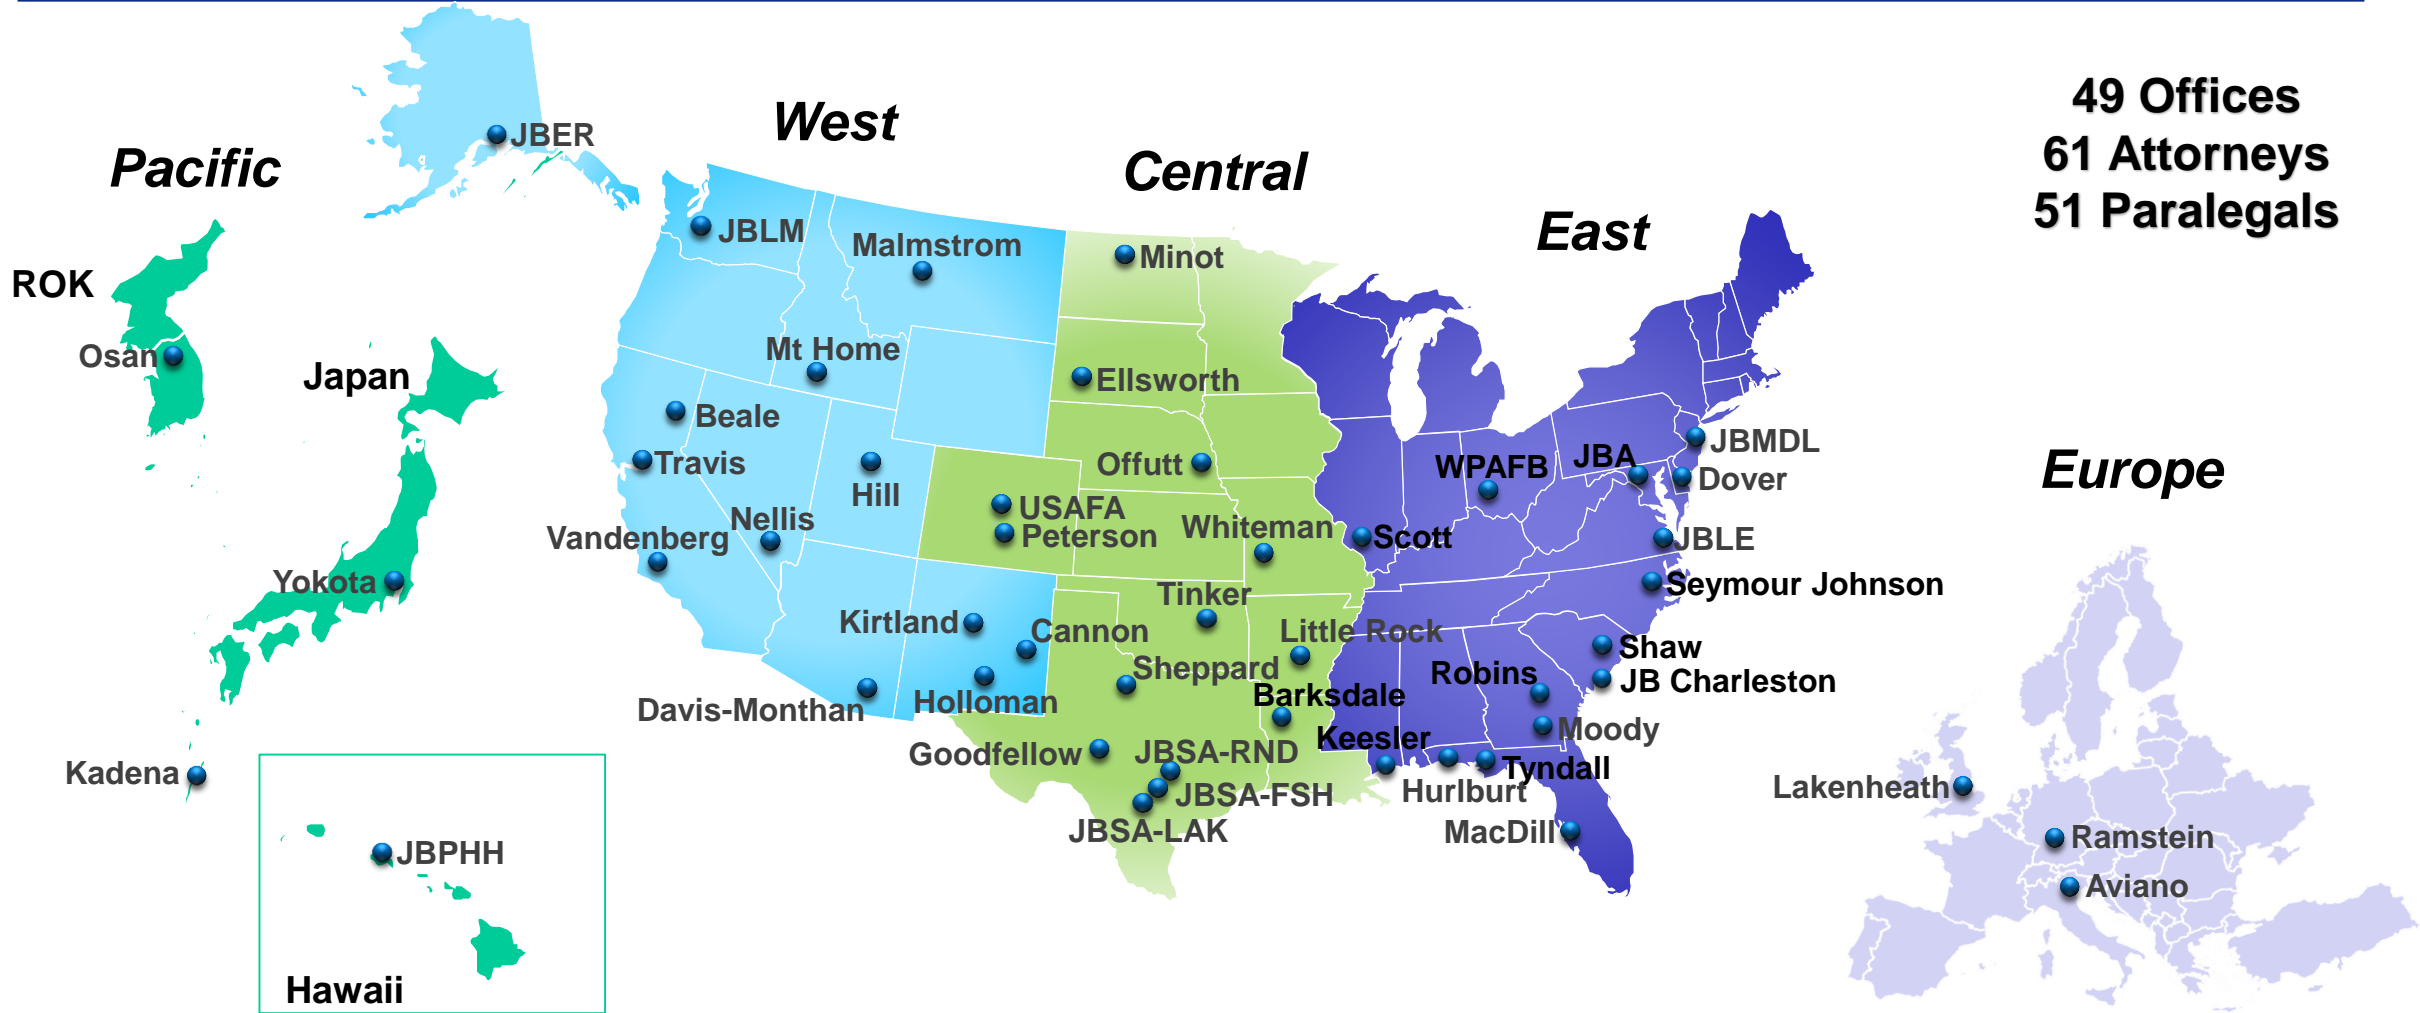 49 Offices
61 Attorneys
51 Paralegals
Pacific
West
Central
East
Europe
JBER
ROK
Osan
Japan
Yokota
Kadena
JBPHH
Hawaii
JBLM
Malmstrom
Mt Home
Beale
Travis
Hill
Nellis
Vandenberg
Kirtland
Cannon
Holloman
Davis-Monthan
Minot
Ellsworth
Offutt
USAFA
Peterson
Whiteman
Tinker
Little Rock
Sheppard
Barksdale
Goodfellow
JBSA-RND
JBSA-FSH
JBSA-LAK
WPAFB
JBA
JBMDL
Dover
Scott
JBLE
Seymour Johnson
Shaw
JB Charleston
Robins
Moody
Keesler
Tyndall
Hurlburt
MacDill
Lakenheath
Ramstein
Aviano